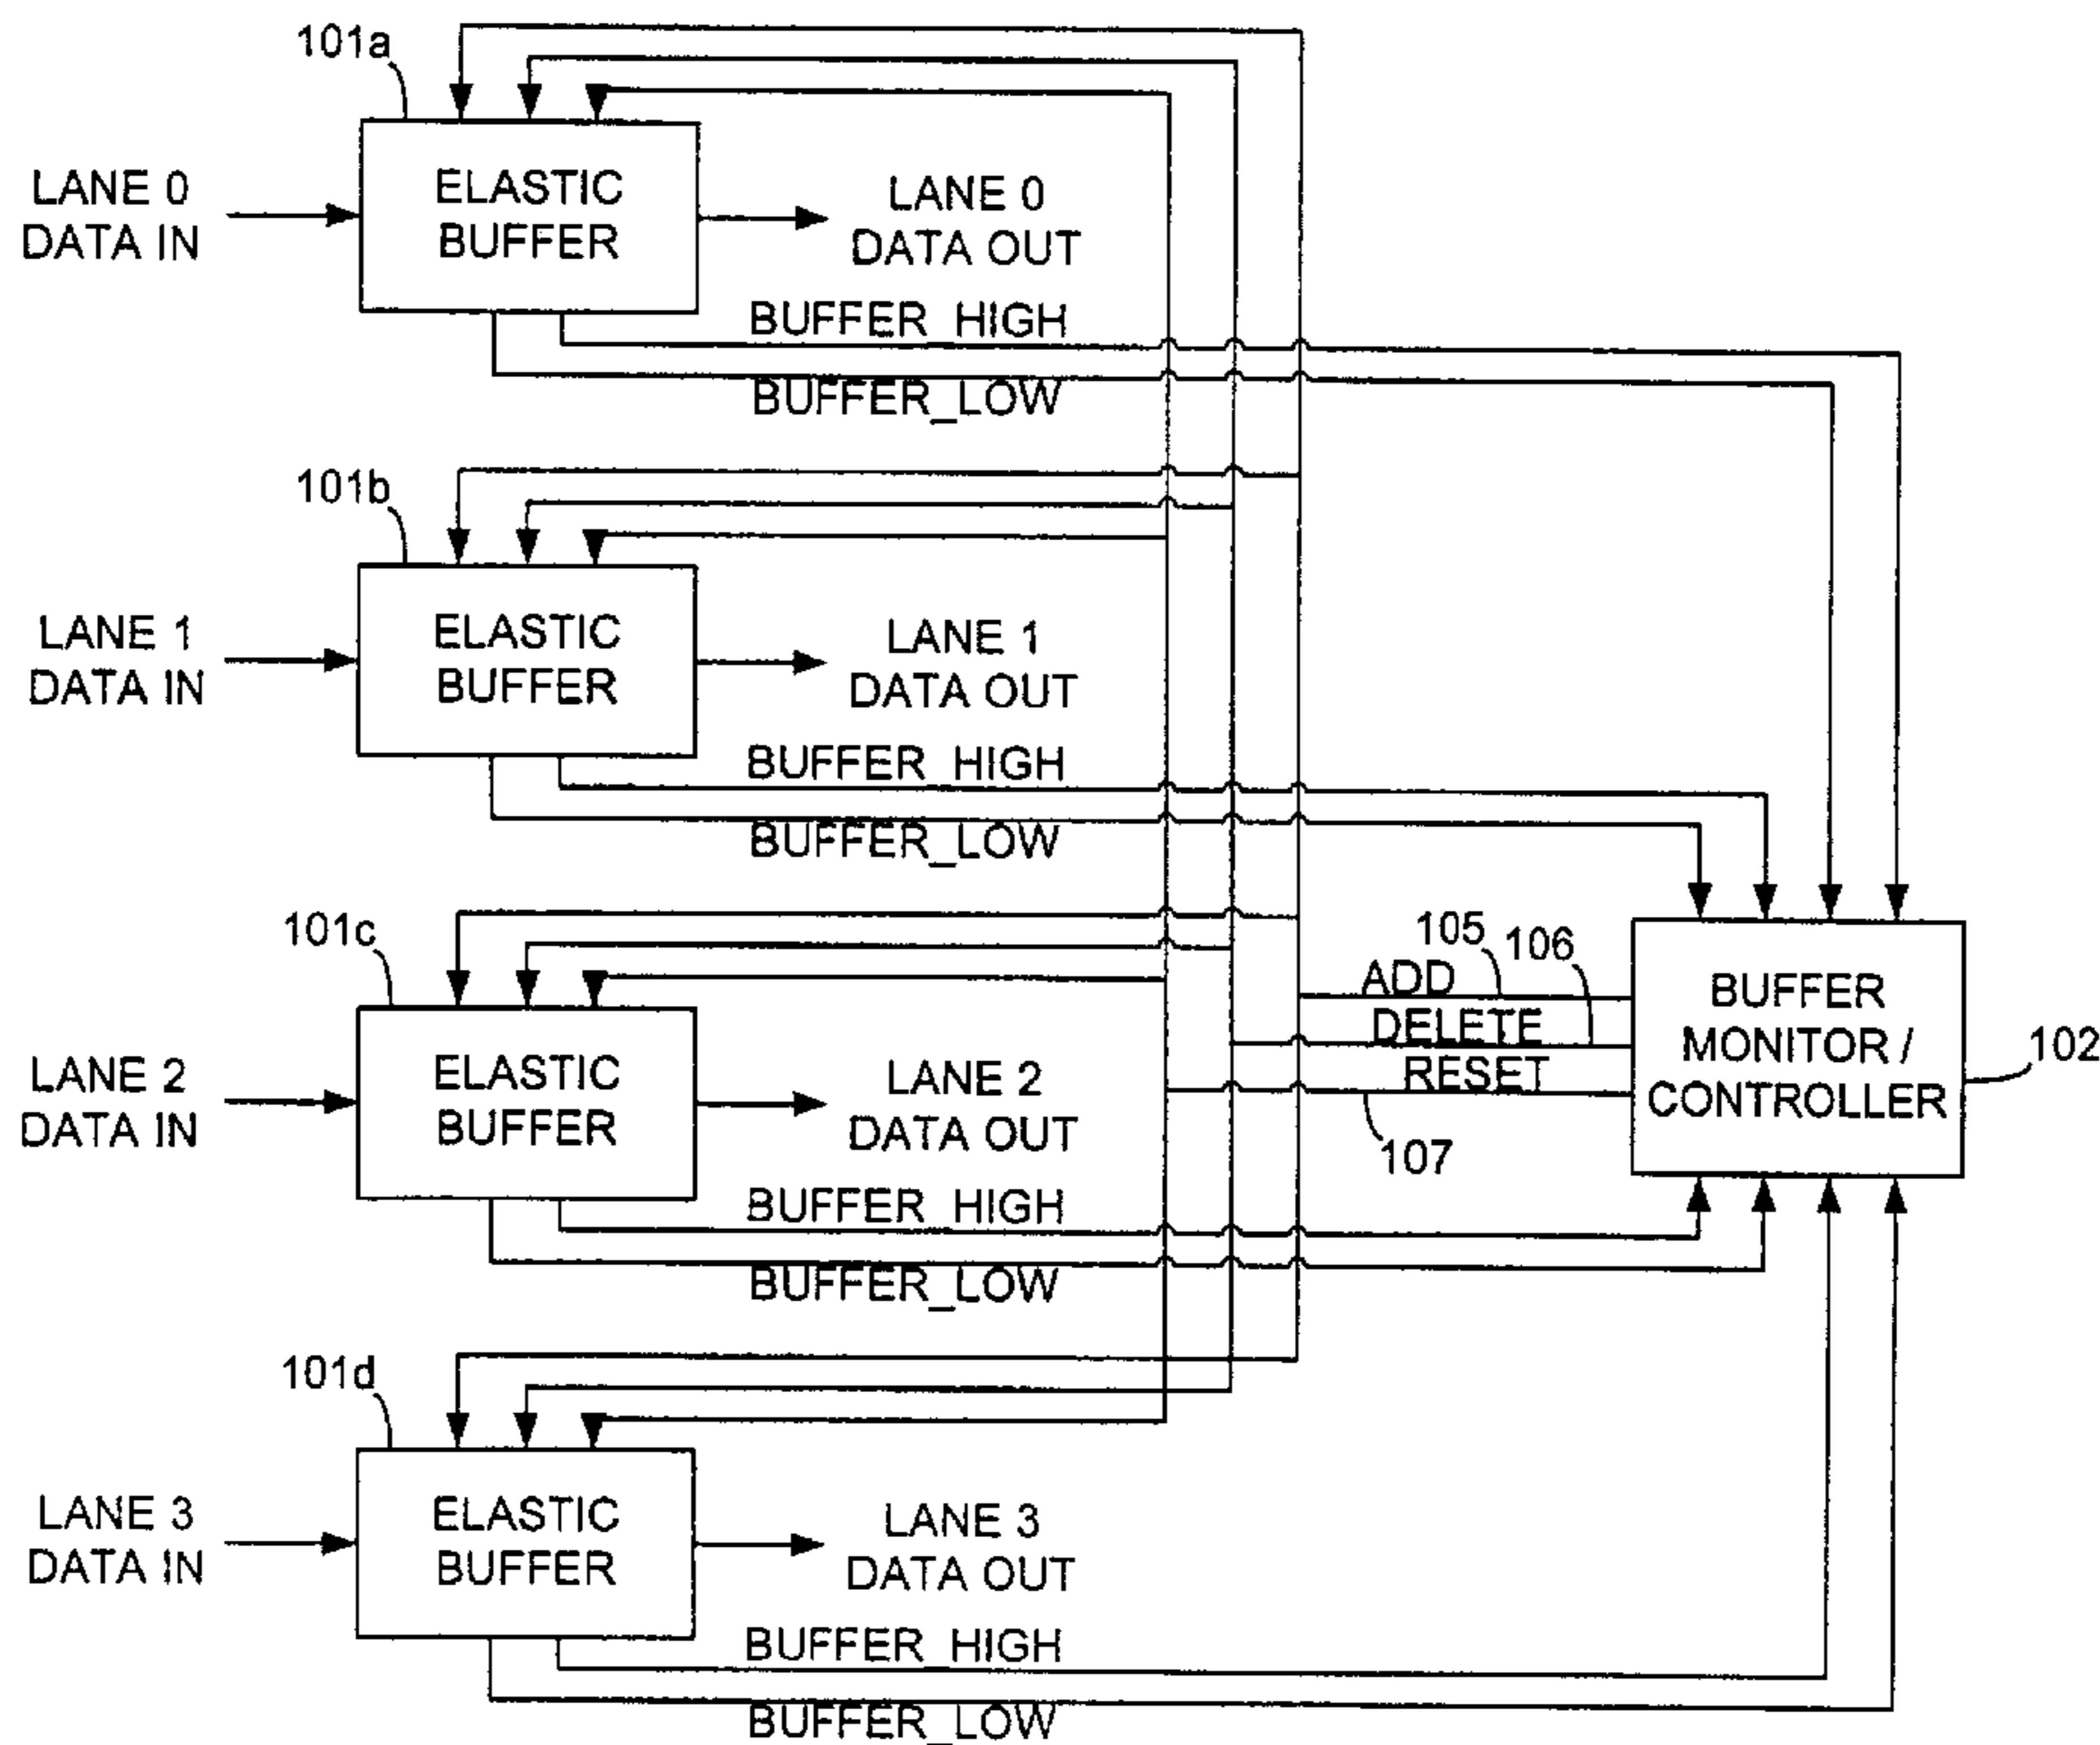 101a
LANE 0
DATA IN
ELASTIC
BUFFER
LANE 0
DATA OUT
BUFFER_HIGH
BUFFER_LOW
101b
LANE 1
DATA IN
ELASTIC
BUFFER
LANE 1
DATA OUT
BUFFER_HIGH
BUFFER_LOW
101c
LANE 2
DATA IN
ELASTIC
BUFFER
LANE 2
DATA OUT
BUFFER_HIGH
BUFFER_LOW
105
106
ADD
DELETE
RESET
107
BUFFER
MONITOR /
CONTROLLER
102
101d
LANE 3
DATA IN
ELASTIC
BUFFER
LANE 3
DATA OUT
BUFFER_HIGH
BUFFER_LOW